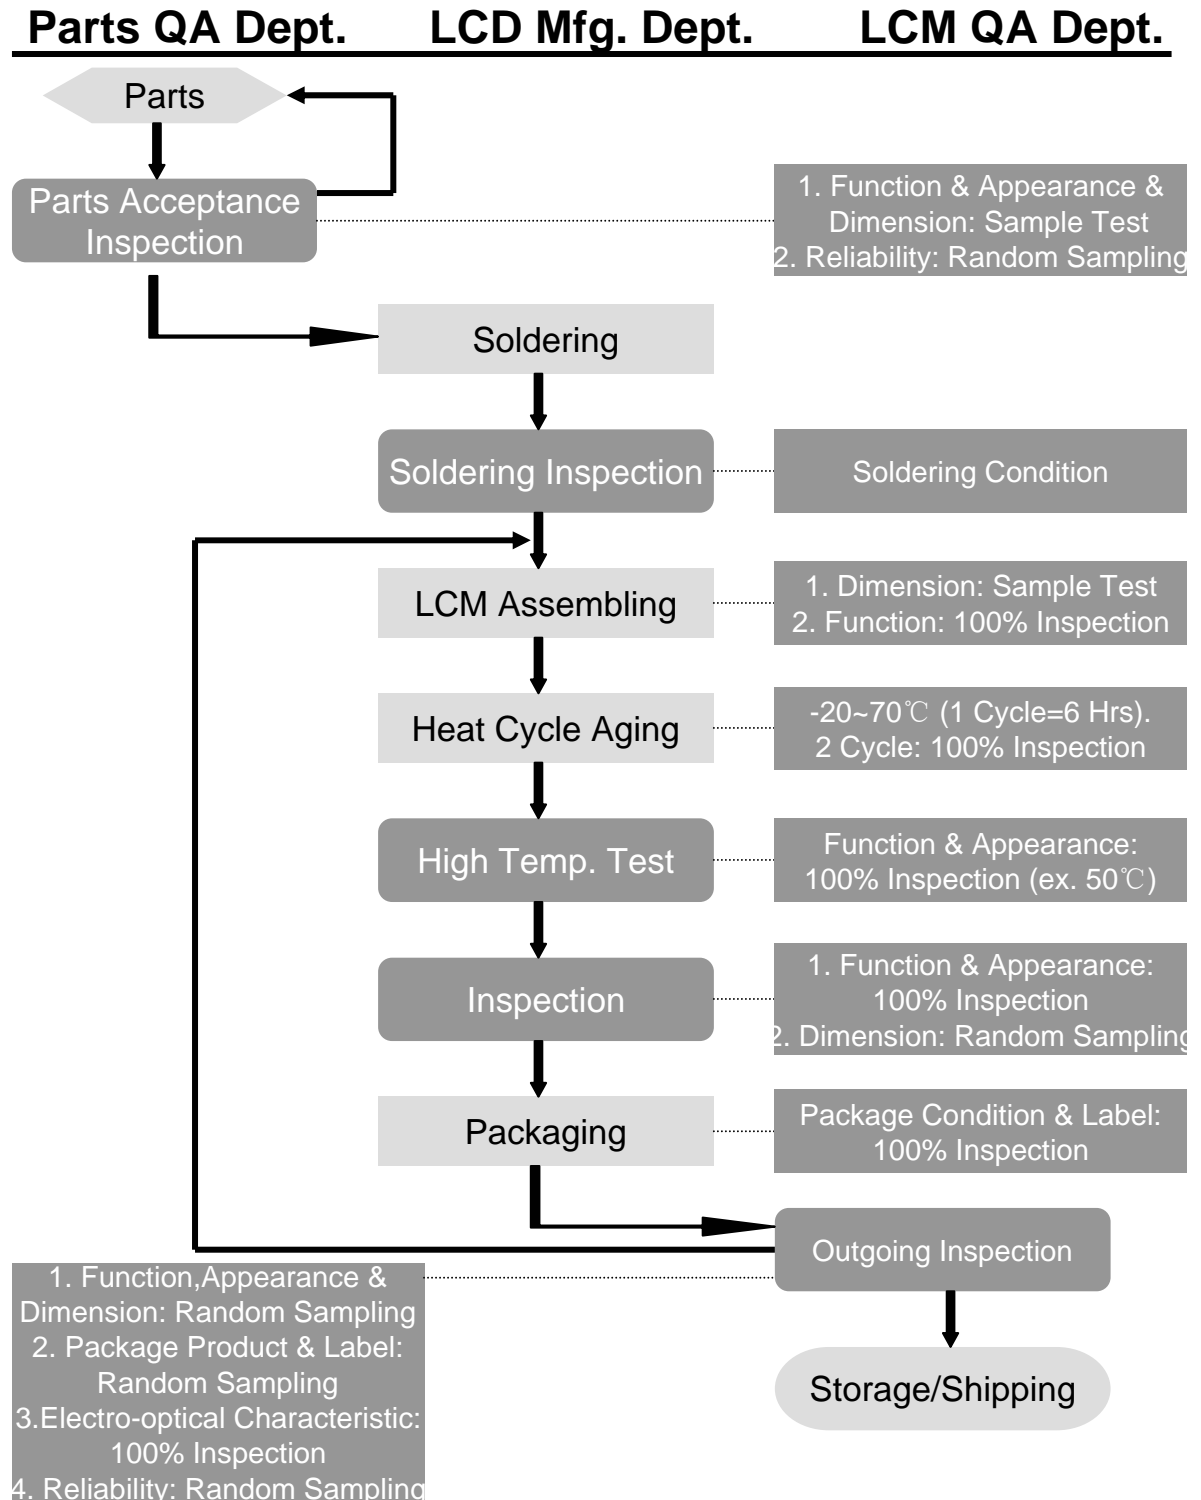 Parts QA Dept. LCD Mfg. Dept. LCM QA Dept.
Parts
Parts Acceptance
Inspection
1. Function & Appearance &
Dimension: Sample Test
2. Reliability: Random Sampling
Soldering
Soldering Inspection
Soldering Condition
LCM Assembling
1. Dimension: Sample Test
2. Function: 100% Inspection
Heat Cycle Aging
-20~70℃ (1 Cycle=6 Hrs).
2 Cycle: 100% Inspection
High Temp. Test
Function & Appearance:
100% Inspection (ex. 50℃)
Inspection
1. Function & Appearance:
100% Inspection
2. Dimension: Random Sampling
Packaging
Package Condition & Label:
100% Inspection
Outgoing Inspection
1. Function,Appearance &
Dimension: Random Sampling
2. Package Product & Label:
Random Sampling
3.Electro-optical Characteristic:
100% Inspection
4. Reliability: Random Sampling
Storage/Shipping